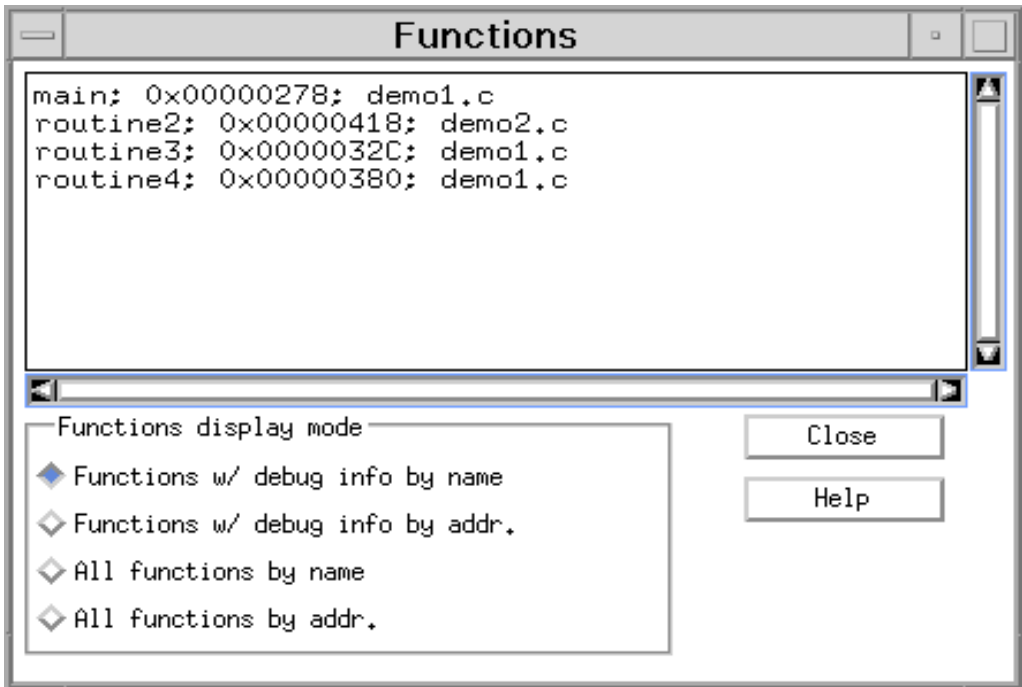 Functions
main; 0x00000278; demo1.c
routine2; 0x00000418; demo2.c
routine3; 0x0000032C; demo1.c
routine4; 0x00000380; demo1.c
Functions display mode
Functions w/ debug info by name
Functions w/ debug info by addr.
All functions by name
All functions by addr.
Close
Help